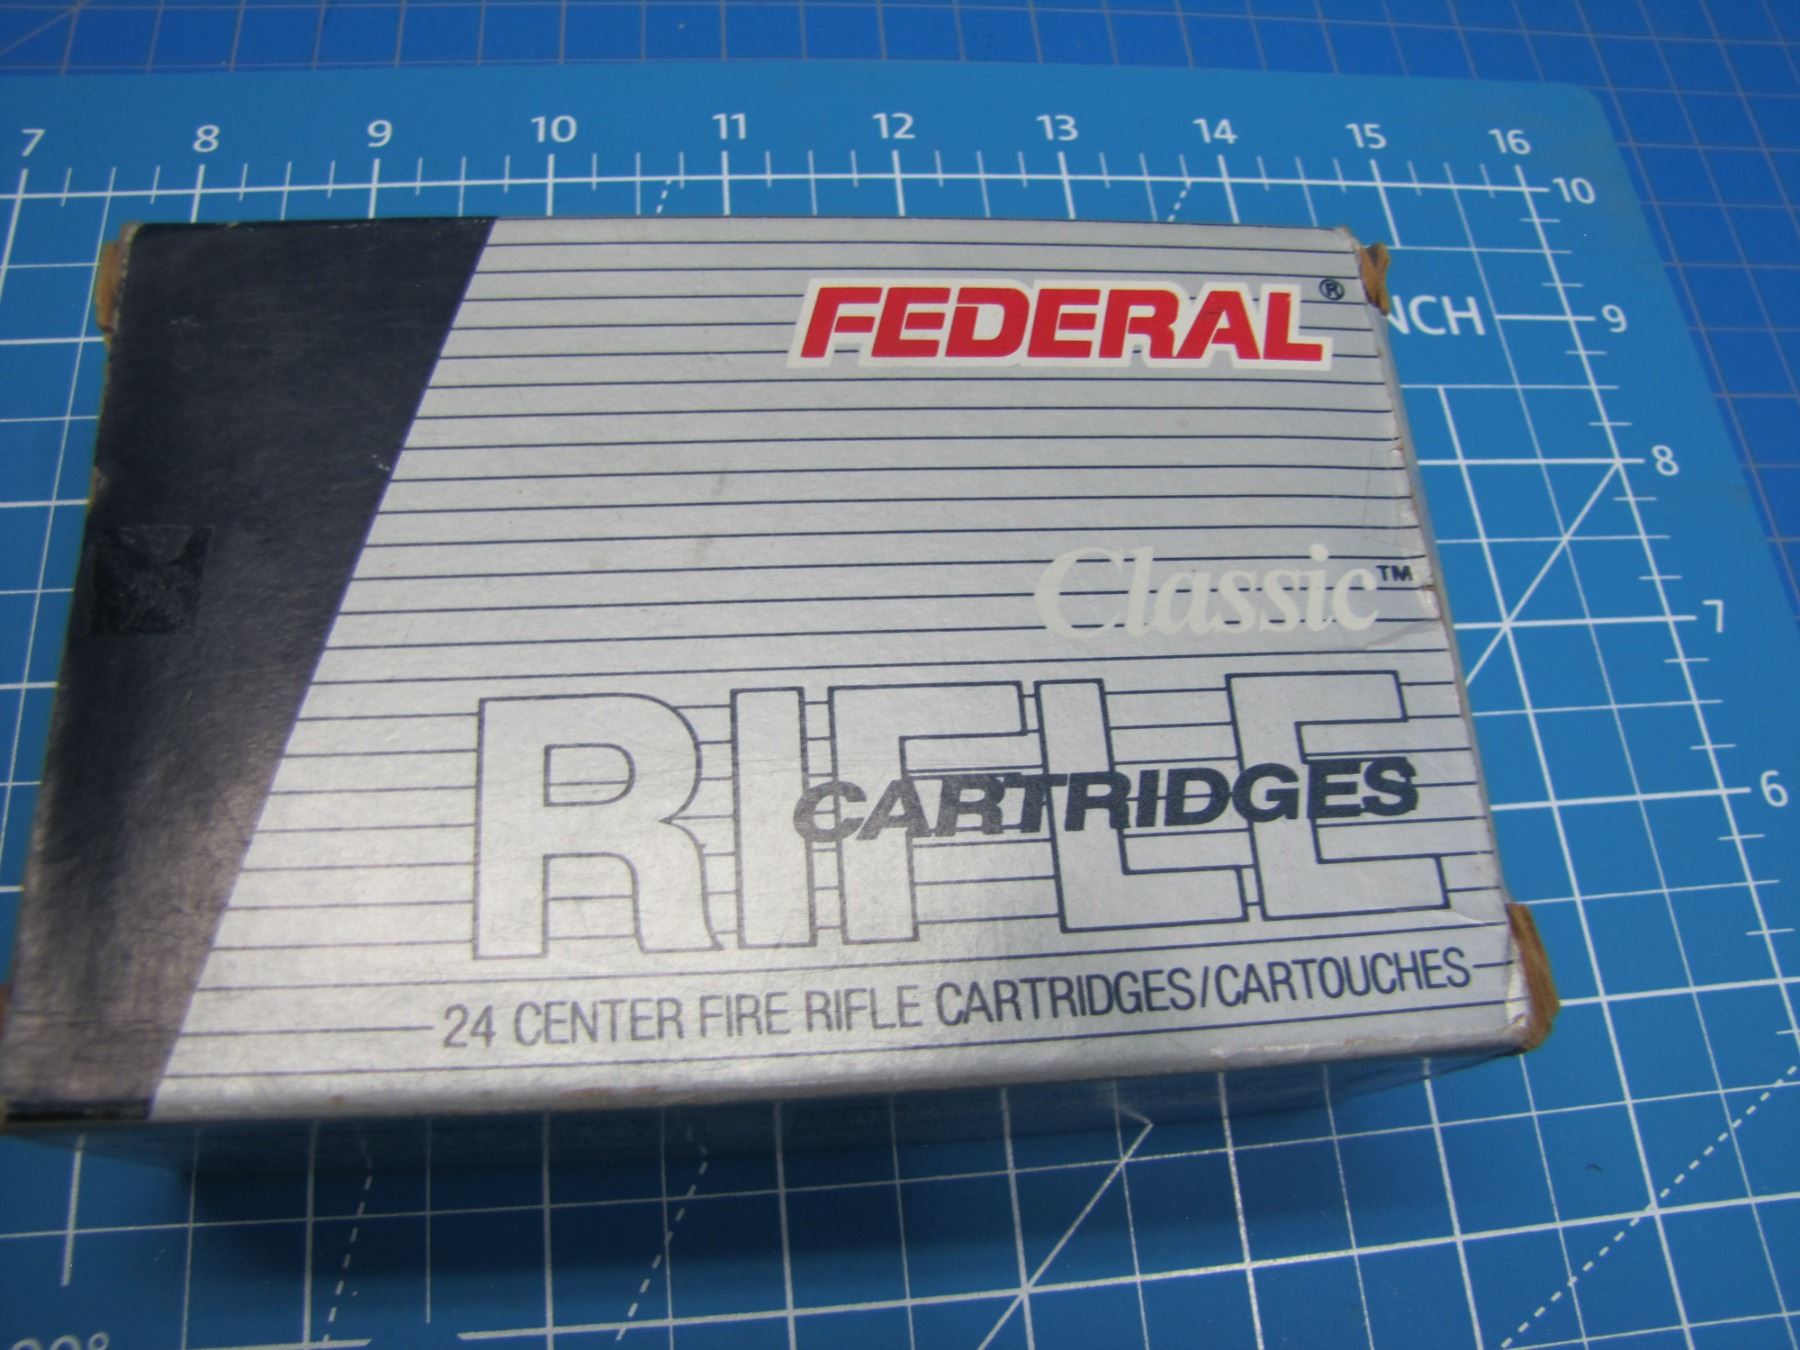 7 8 9 10 11 12 13 14 15 16
10
FEDERAL®
NCH
9
8
Classic™
7
RIFLE
CARTRIDGES
6
24 CENTER FIRE RIFLE CARTRIDGES/CARTOUCHES